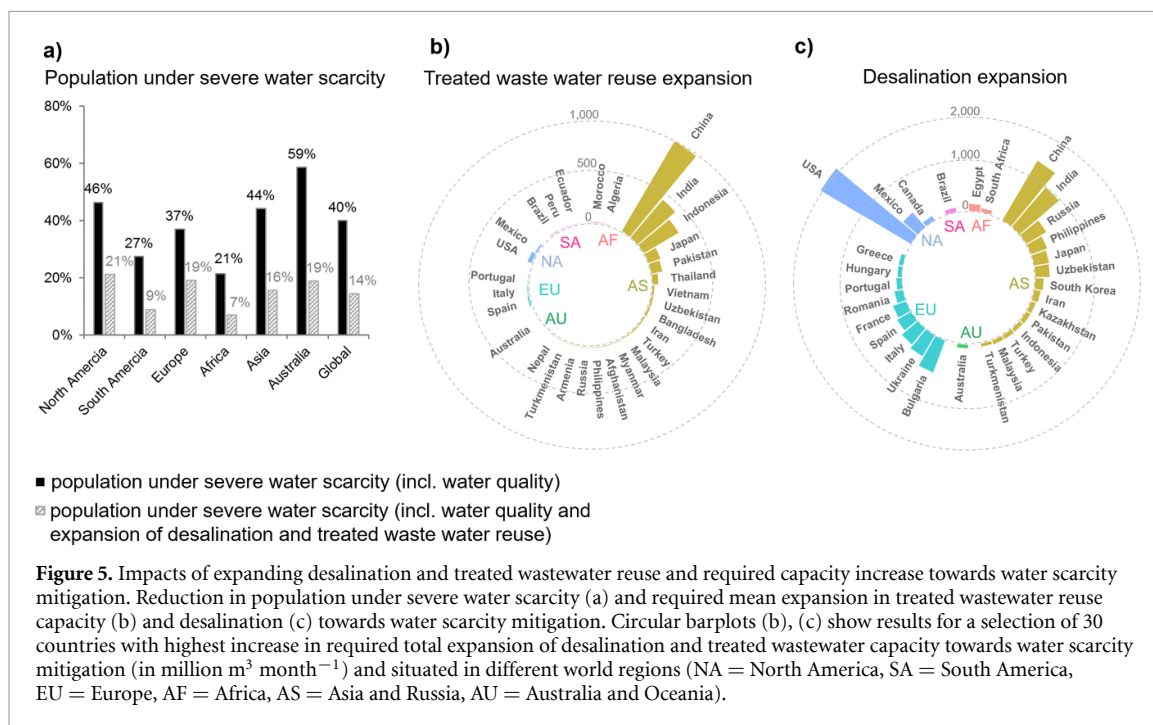 a)
Population under severe water scarcity
80%
60%
40%
20%
0%
46%
21%
27%
9%
37%
19%
21%
7%
44%
16%
59%
19%
40%
14%
North Amercia
South Amercia
Europe
Africa
Asia
Australia
Global
b)
Treated waste water reuse expansion
1,000
500
0
China
India
Indonesia
Japan
Pakistan
Thailand
Vietnam
Uzbekistan
Bangladesh
Iran
Turkey
Malaysia
Myanmar
Afghanistan
Philippines
Russia
Armenia
Turkmenistan
Nepal
Australia
Spain
Italy
Portugal
USA
Mexico
Brazil
Peru
Ecuador
Morocco
Algeria
SA
AF
NA
EU
AU
AS
c)
Desalination expansion
2,000
1,000
0
China
India
Russia
Philippines
Japan
Uzbekistan
South Korea
Iran
Kazakhstan
Pakistan
Indonesia
Turkey
Malaysia
Turkmenistan
Australia
Bulgaria
Ukraine
Italy
Spain
France
Romania
Portugal
Hungary
Greece
USA
Mexico
Canada
Brazil
Egypt
South Africa
SA
AF
NA
EU
AU
AS
population under severe water scarcity (incl. water quality)
population under severe water scarcity (incl. water quality and
expansion of desalination and treated waste water reuse)
Figure 5. Impacts of expanding desalination and treated wastewater reuse and required capacity increase towards water scarcity
mitigation. Reduction in population under severe water scarcity (a) and required mean expansion in treated wastewater reuse
capacity (b) and desalination (c) towards water scarcity mitigation. Circular barplots (b), (c) show results for a selection of 30
countries with highest increase in required total expansion of desalination and treated wastewater capacity towards water scarcity
mitigation (in million m³ month⁻¹) and situated in different world regions (NA = North America, SA = South America,
EU = Europe, AF = Africa, AS = Asia and Russia, AU = Australia and Oceania).